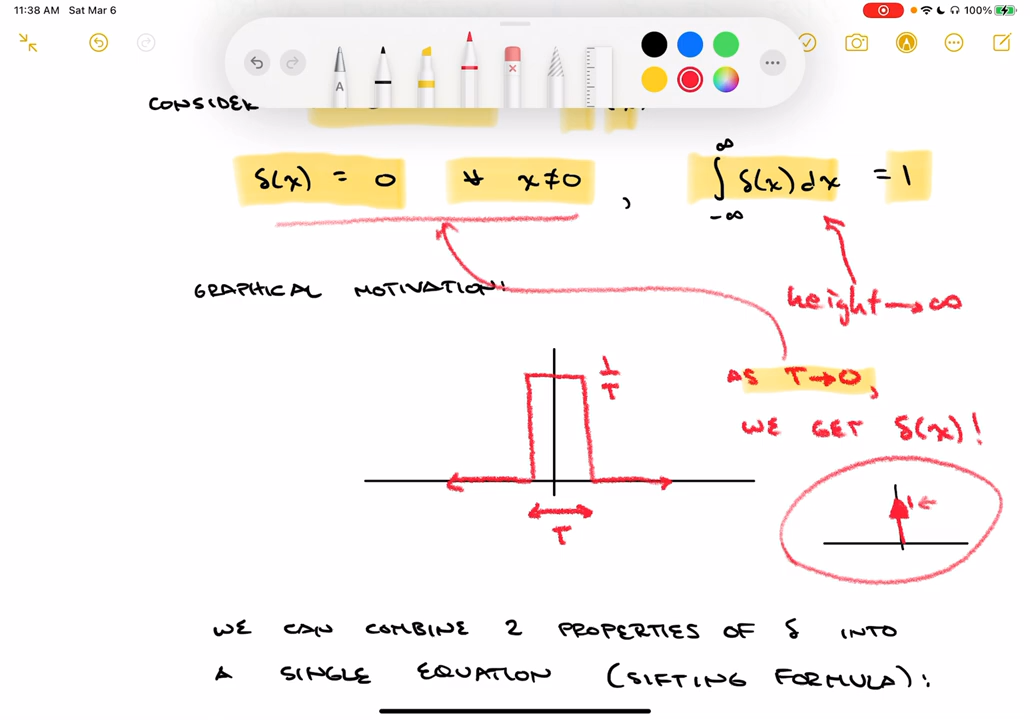 11:38 AM Sat Mar 6
100%
A
CONSIDER
δ(x) = 0 ∀ x≠0 , ∫_{-∞}^{∞} δ(x)dx = 1
GRAPHICAL MOTIVATION:
height→∞
1/T
AS T→0,
WE GET δ(x)!
1
T
WE CAN COMBINE 2 PROPERTIES OF δ INTO
A SINGLE EQUATION (SIFTING FORMULA):